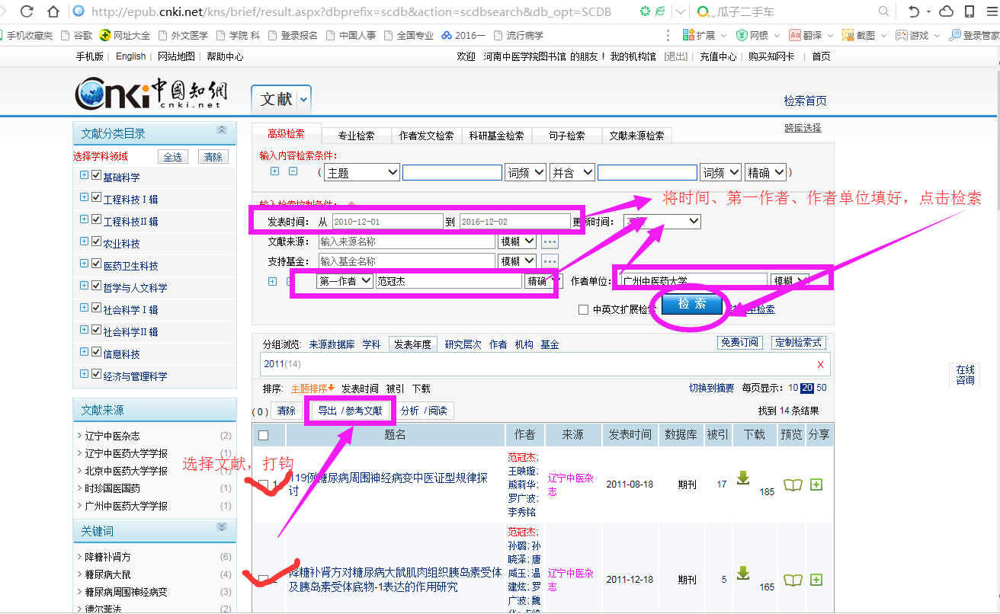 http://epub.cnki.net/kns/brief/result.aspx?dbprefix=scdb&action=scdbsearch&db_opt=SCDB
瓜子二手车
手机收藏夹 谷歌 网址大全 外文医学 学院 科 登录报名 中国人事 全国专业 2016一 流行病学 扩展 网银 Aa 翻译 截图 游戏 登录管家
手机版 | English | 网站地图 | 帮助中心
欢迎 河南中医学院图书馆 的朋友 ! 我的机构馆 [退出] | 充值中心 | 购买知网卡 | 首页
cnki 中国知網
cnki.net
文献
检索首页
跨库选择
文献分类目录
选择学科领域 全选 清除
基础科学
工程科技 I 辑
工程科技II 辑
农业科技
医药卫生科技
哲学与人文科学
社会科学 I 辑
社会科学II 辑
信息科技
经济与管理科学
高级检索 专业检索 作者发文检索 科研基金检索 句子检索 文献来源检索
输入内容检索条件:
( 主题 词频 并含 词频 精确 )
输入检索控制条件:
将时间、第一作者、作者单位填好，点击检索
发表时间: 从 2010-12-01 到 2016-12-02 更新时间:
文献来源: 输入来源名称 模糊 ...
支持基金: 输入基金名称 模糊 ...
第一作者 范冠杰 精确 作者单位: 广州中医药大学 模糊
中英文扩展检索 检 索
分组浏览: 来源数据库 学科 发表年度 研究层次 作者 机构 基金 免费订阅 定制检索式
2011(14) X
排序: 主题排序 发表时间 被引 下载 切换到摘要 每页显示: 10 20 50
( 0 ) 清除 导出 /参考文献 分析 /阅读 找到 14 条结果
在线
咨询
题名 作者 来源 发表时间 数据库 被引 下载 预览 分享
1 119例糖尿病周围神经病变中医证型规律探
讨
范冠杰;
王映璇;
熊莉华;
罗广波;
李秀铭
辽宁中医杂
志
2011-08-18 期刊 17 185
降糖补肾方对糖尿病大鼠肌肉组织胰岛素受体
及胰岛素受体底物-1表达的作用研究
范冠杰;
孙璐; 孙
晓泽; 唐
咸玉; 温
建炫; 罗
广波; 魏
辽宁中医杂
志
2011-12-18 期刊 5 165
选择文献，打钩
文献来源
辽宁中医杂志 (2)
辽宁中医药大学学报 (1)
北京中医药大学学报 (1)
时珍国医国药 (1)
广州中医药大学学报 (1)
关键词
降糖补肾方 (6)
糖尿病大鼠 (4)
糖尿病周围神经病变 (3)
德尔菲法 (2)